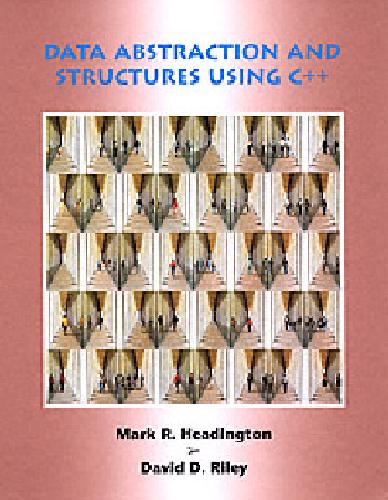 DATA ABSTRACTION AND
STRUCTURES USING C++
Mark R. Headington
&
David D. Riley